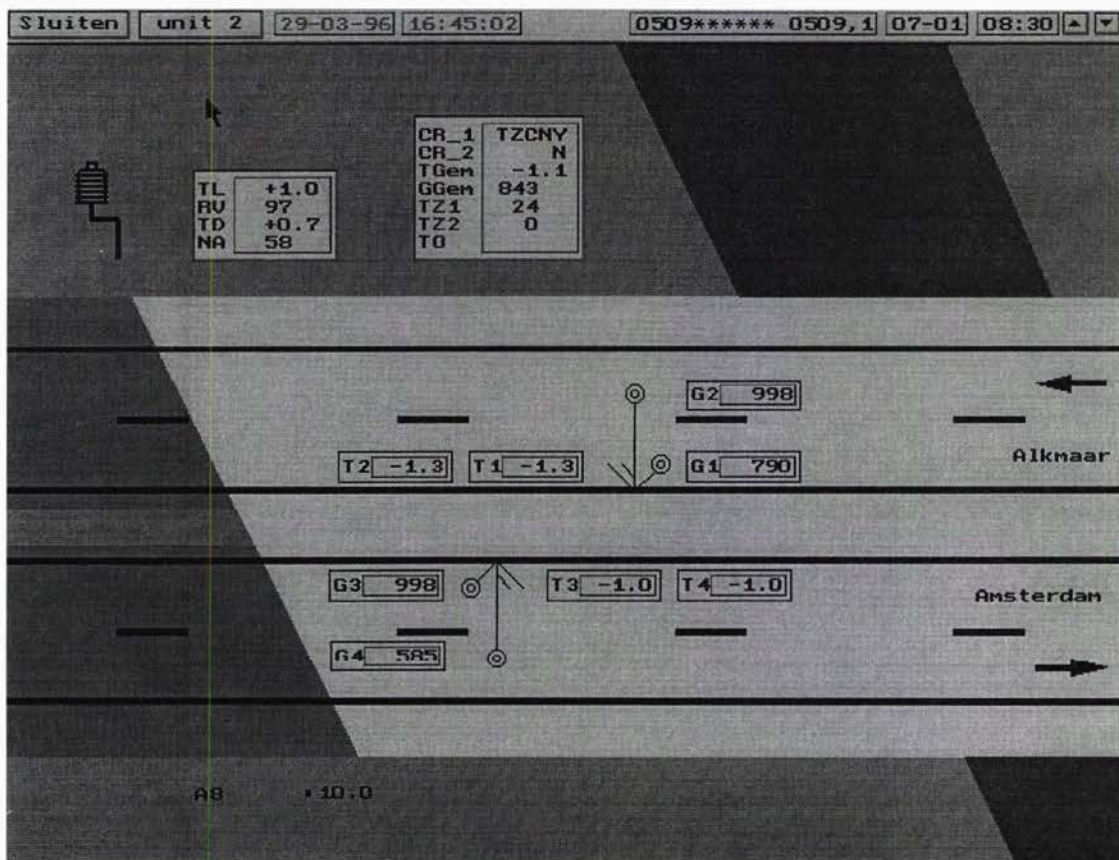 Sluiten unit 2 29-03-96 16:45:02 0509****** 0509,1 07-01 08:30
CR_1 TZCNY
CR_2 N
TGem -1.1
GGem 843
TZ1 24
TZ2 0
TO
TL +1.0
RV 97
TD +0.7
NA 58
G2 998
T2 -1.3 T1 -1.3 G1 790
Alkmaar
G3 998 T3 -1.0 T4 -1.0
Amsterdam
G4 585
A8 *10.0